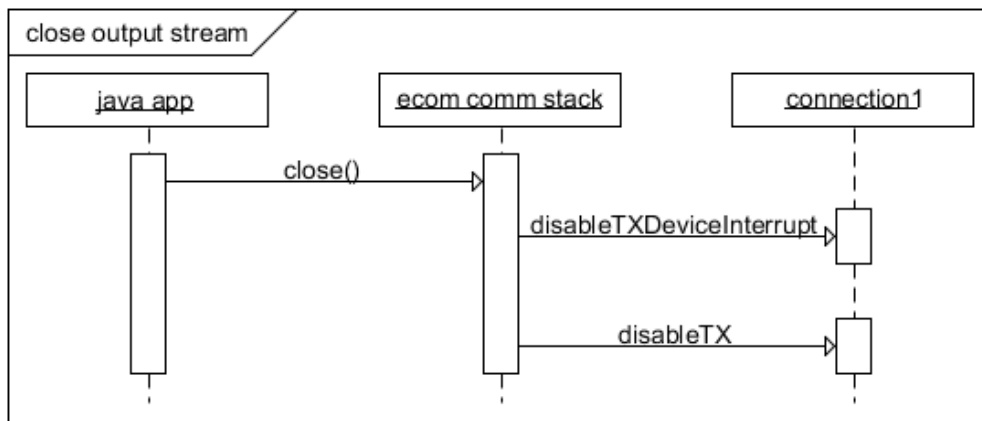 close output stream
java app
ecom comm stack
connection1
close()
disableTXDeviceInterrupt
disableTX